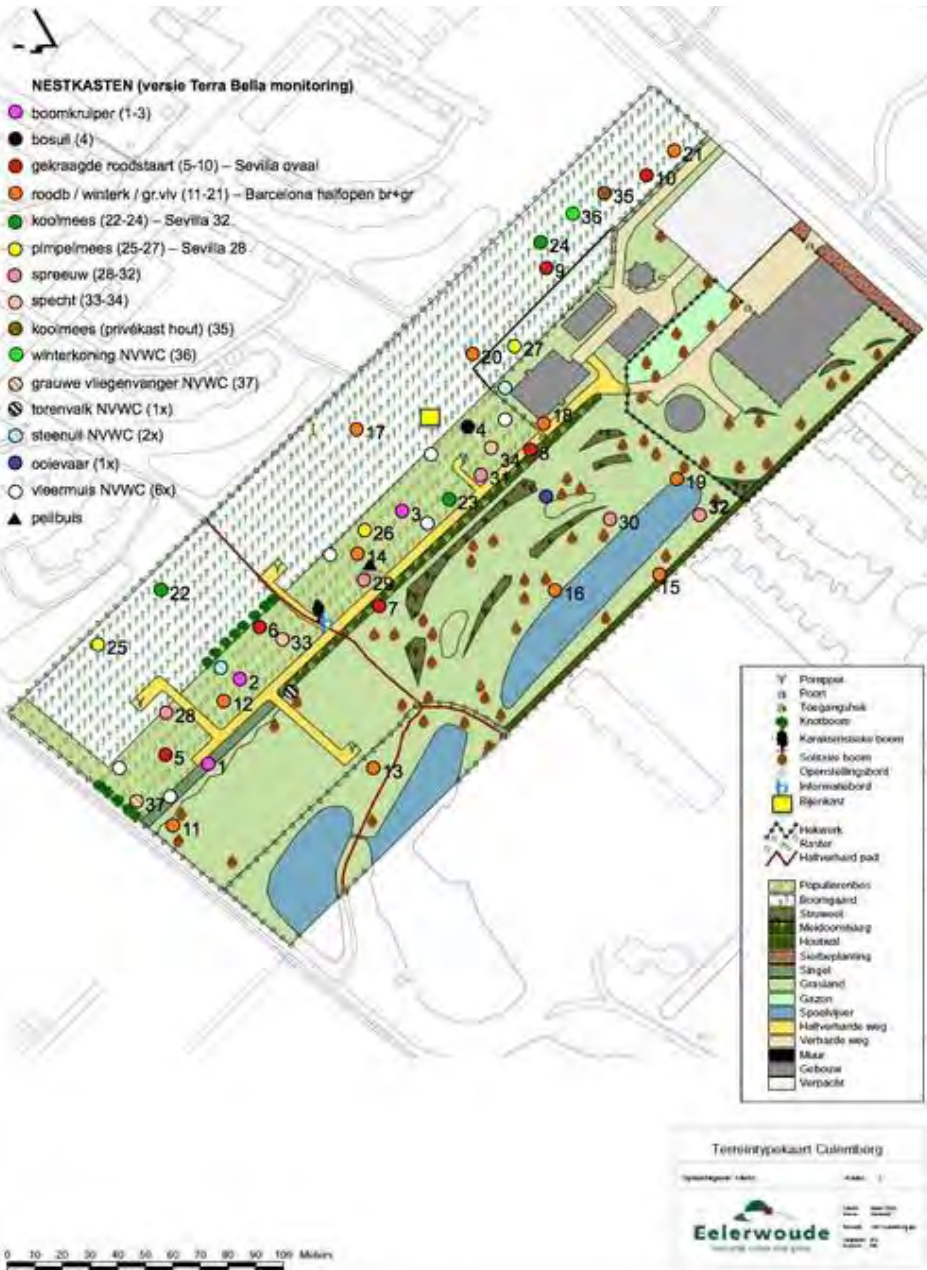 NESTKASTEN (versie Terra Bella monitoring)
boomkruiper (1-3)
bosuil (4)
gekraagde roodstaart (5-10) – Sevilla ovaal
roodb / winterk / gr.vlv (11-21) – Barcelona halfopen br+gr
koolmees (22-24) – Sevilla 32
pimpelmees (25-27) – Sevilla 28
spreeuw (28-32)
specht (33-34)
koolmees (privékast hout) (35)
winterkoning NVWC (36)
grauwe vliegenvanger NVWC (37)
torenvalk NVWC (1x)
steenuil NVWC (2x)
ooievaar (1x)
vleermuis NVWC (6x)
peilbuis
21
10
35
36
24
9
20
27
18
17
4
8
34
31
19
23
3
30
32
26
14
29
16
15
22
7
6
33
25
2
12
28
5
1
13
37
11
Poort
Toegangshek
Knotboom
Karakteristieke boom
Solitaire boom
Openstellingsbord
Informatiebord
Bijenkast
Hekwerk
Raster
Halfverhard pad
Populierenbos
Boomgaard
Struweel
Meidoornhaag
Houtwal
Sierbeplanting
Singel
Grasland
Gazon
Spoelvijver
Halfverharde weg
Verharde weg
Muur
Gebouw
Verpacht
Terreintypekaart Culemborg
Eelerwoude
0 10 20 30 40 50 60 70 80 90 100 Meters